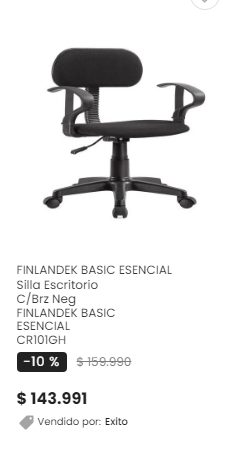 FINLANDEK BASIC ESENCIAL
Silla Escritorio
C/Brz Neg
FINLANDEK BASIC
ESENCIAL
CR101GH
-10 % $ 159.990
$ 143.991
Vendido por: Exito